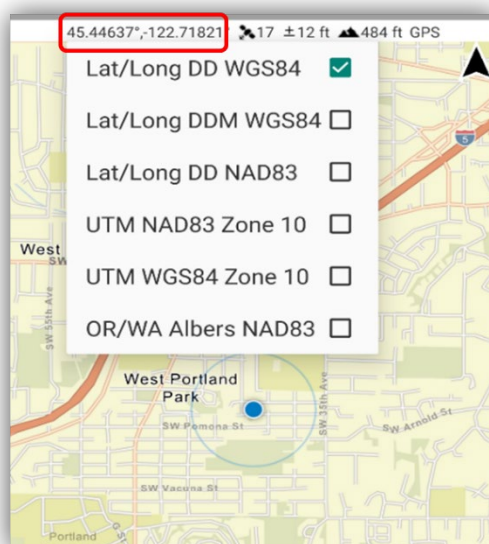 45.44637°,-122.71821° 17 ±12 ft 484 ft GPS
Lat/Long DD WGS84
Lat/Long DDM WGS84
Lat/Long DD NAD83
UTM NAD83 Zone 10
UTM WGS84 Zone 10
OR/WA Albers NAD83
5
West
SW
SW 55th Ave
West Portland
Park
SW Pomona St
SW 35th Ave
SW Arnold St
SW Vacuna St
Portland